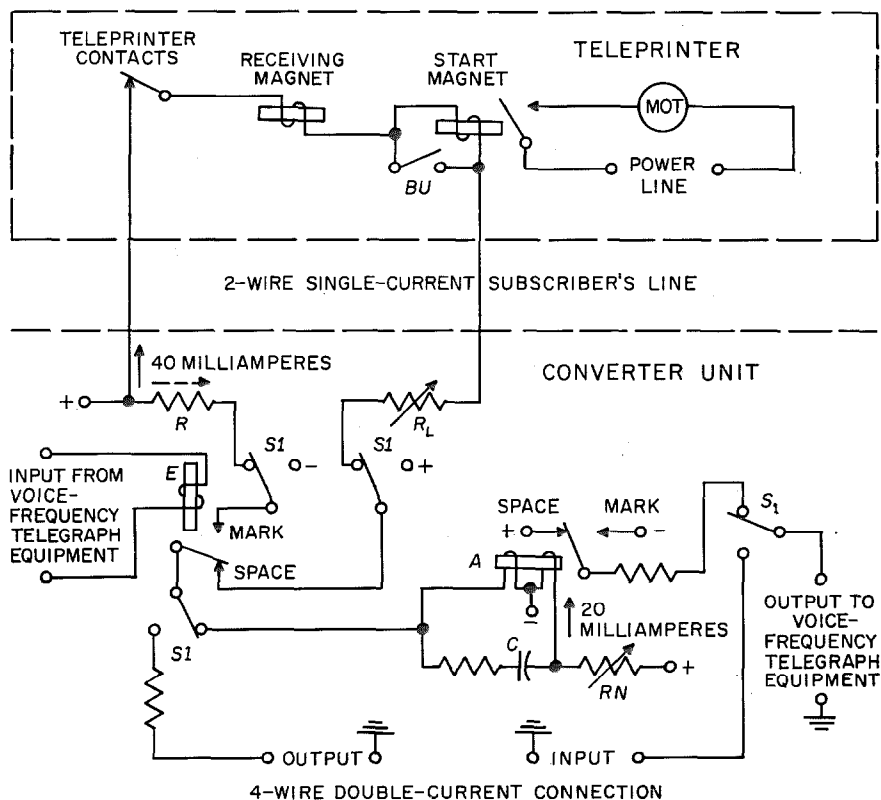 TELEPRINTER
CONTACTS
RECEIVING
MAGNET
START
MAGNET
TELEPRINTER
MOT
BU
POWER
LINE
2-WIRE SINGLE-CURRENT SUBSCRIBER'S LINE
40 MILLIAMPERES
CONVERTER UNIT
+
R
RL
S1
-
S1
+
E
INPUT FROM
VOICE-
FREQUENCY
TELEGRAPH
EQUIPMENT
MARK
SPACE
SPACE
MARK
+
-
S1
A
-
20
MILLIAMPERES
OUTPUT TO
VOICE-
FREQUENCY
TELEGRAPH
EQUIPMENT
S1
C
RN
+
OUTPUT
INPUT
4-WIRE DOUBLE-CURRENT CONNECTION